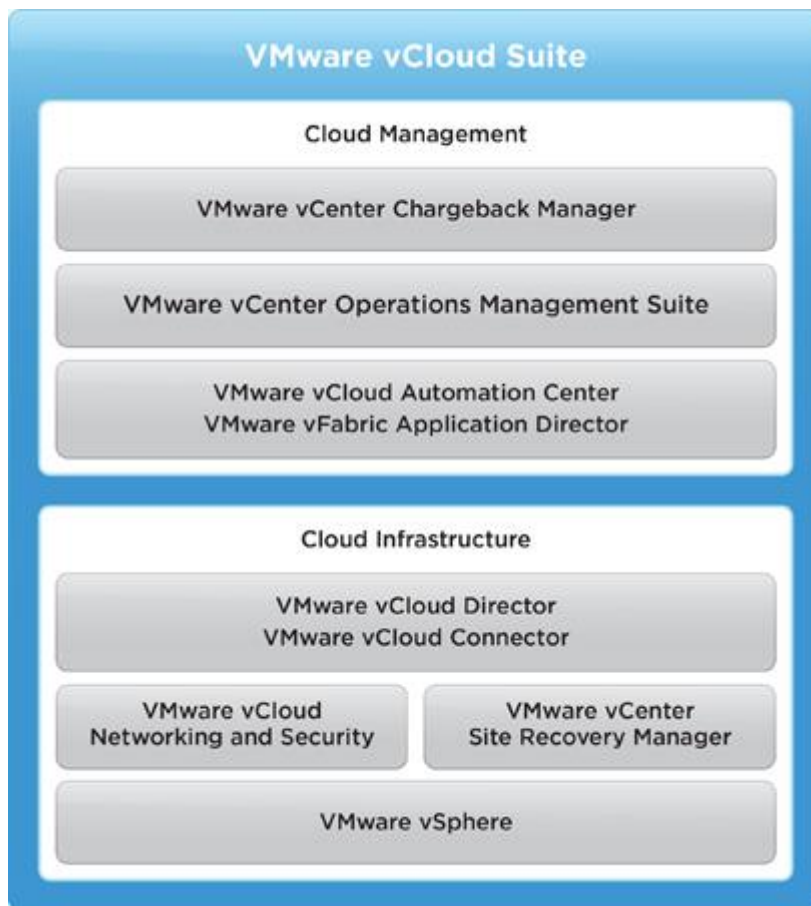 VMware vCloud Suite
Cloud Management
VMware vCenter Chargeback Manager
VMware vCenter Operations Management Suite
VMware vCloud Automation Center
VMware vFabric Application Director
Cloud Infrastructure
VMware vCloud Director
VMware vCloud Connector
VMware vCloud
Networking and Security
VMware vCenter
Site Recovery Manager
VMware vSphere